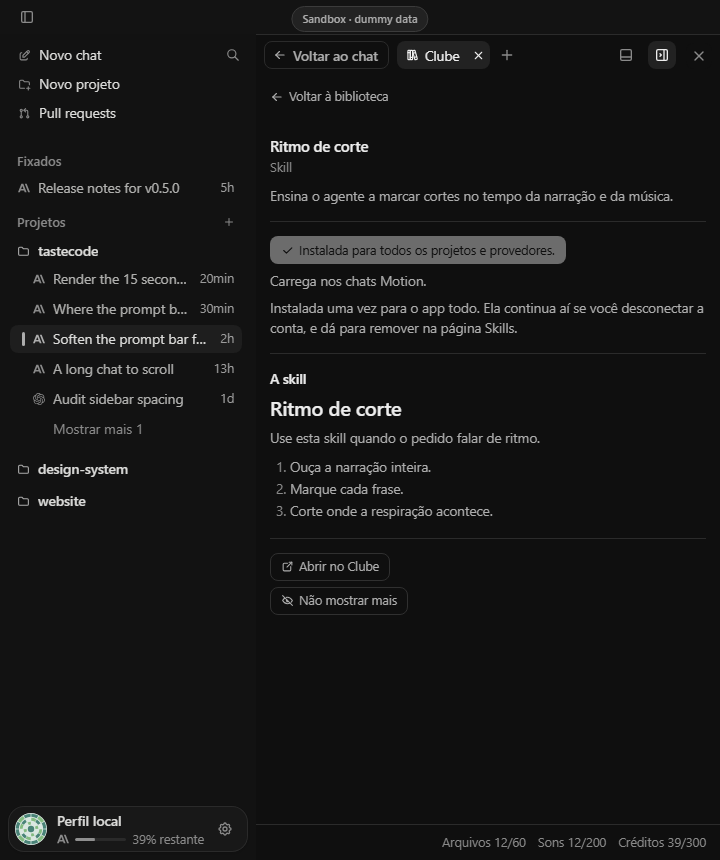 Sandbox · dummy data
Novo chat
Novo projeto
Pull requests
Fixados
Release notes for v0.5.0 5h
Projetos
tastecode
Render the 15 secon... 20min
Where the prompt b... 30min
Soften the prompt bar f... 2h
A long chat to scroll 13h
Audit sidebar spacing 1d
Mostrar mais 1
design-system
website
Perfil local
39% restante
Voltar ao chat
Clube
Voltar à biblioteca
Ritmo de corte
Skill
Ensina o agente a marcar cortes no tempo da narração e da música.
Instalada para todos os projetos e provedores.
Carrega nos chats Motion.
Instalada uma vez para o app todo. Ela continua aí se você desconectar a
conta, e dá para remover na página Skills.
A skill
Ritmo de corte
Use esta skill quando o pedido falar de ritmo.
1. Ouça a narração inteira.
2. Marque cada frase.
3. Corte onde a respiração acontece.
Abrir no Clube
Não mostrar mais
Arquivos 12/60 Sons 12/200 Créditos 39/300